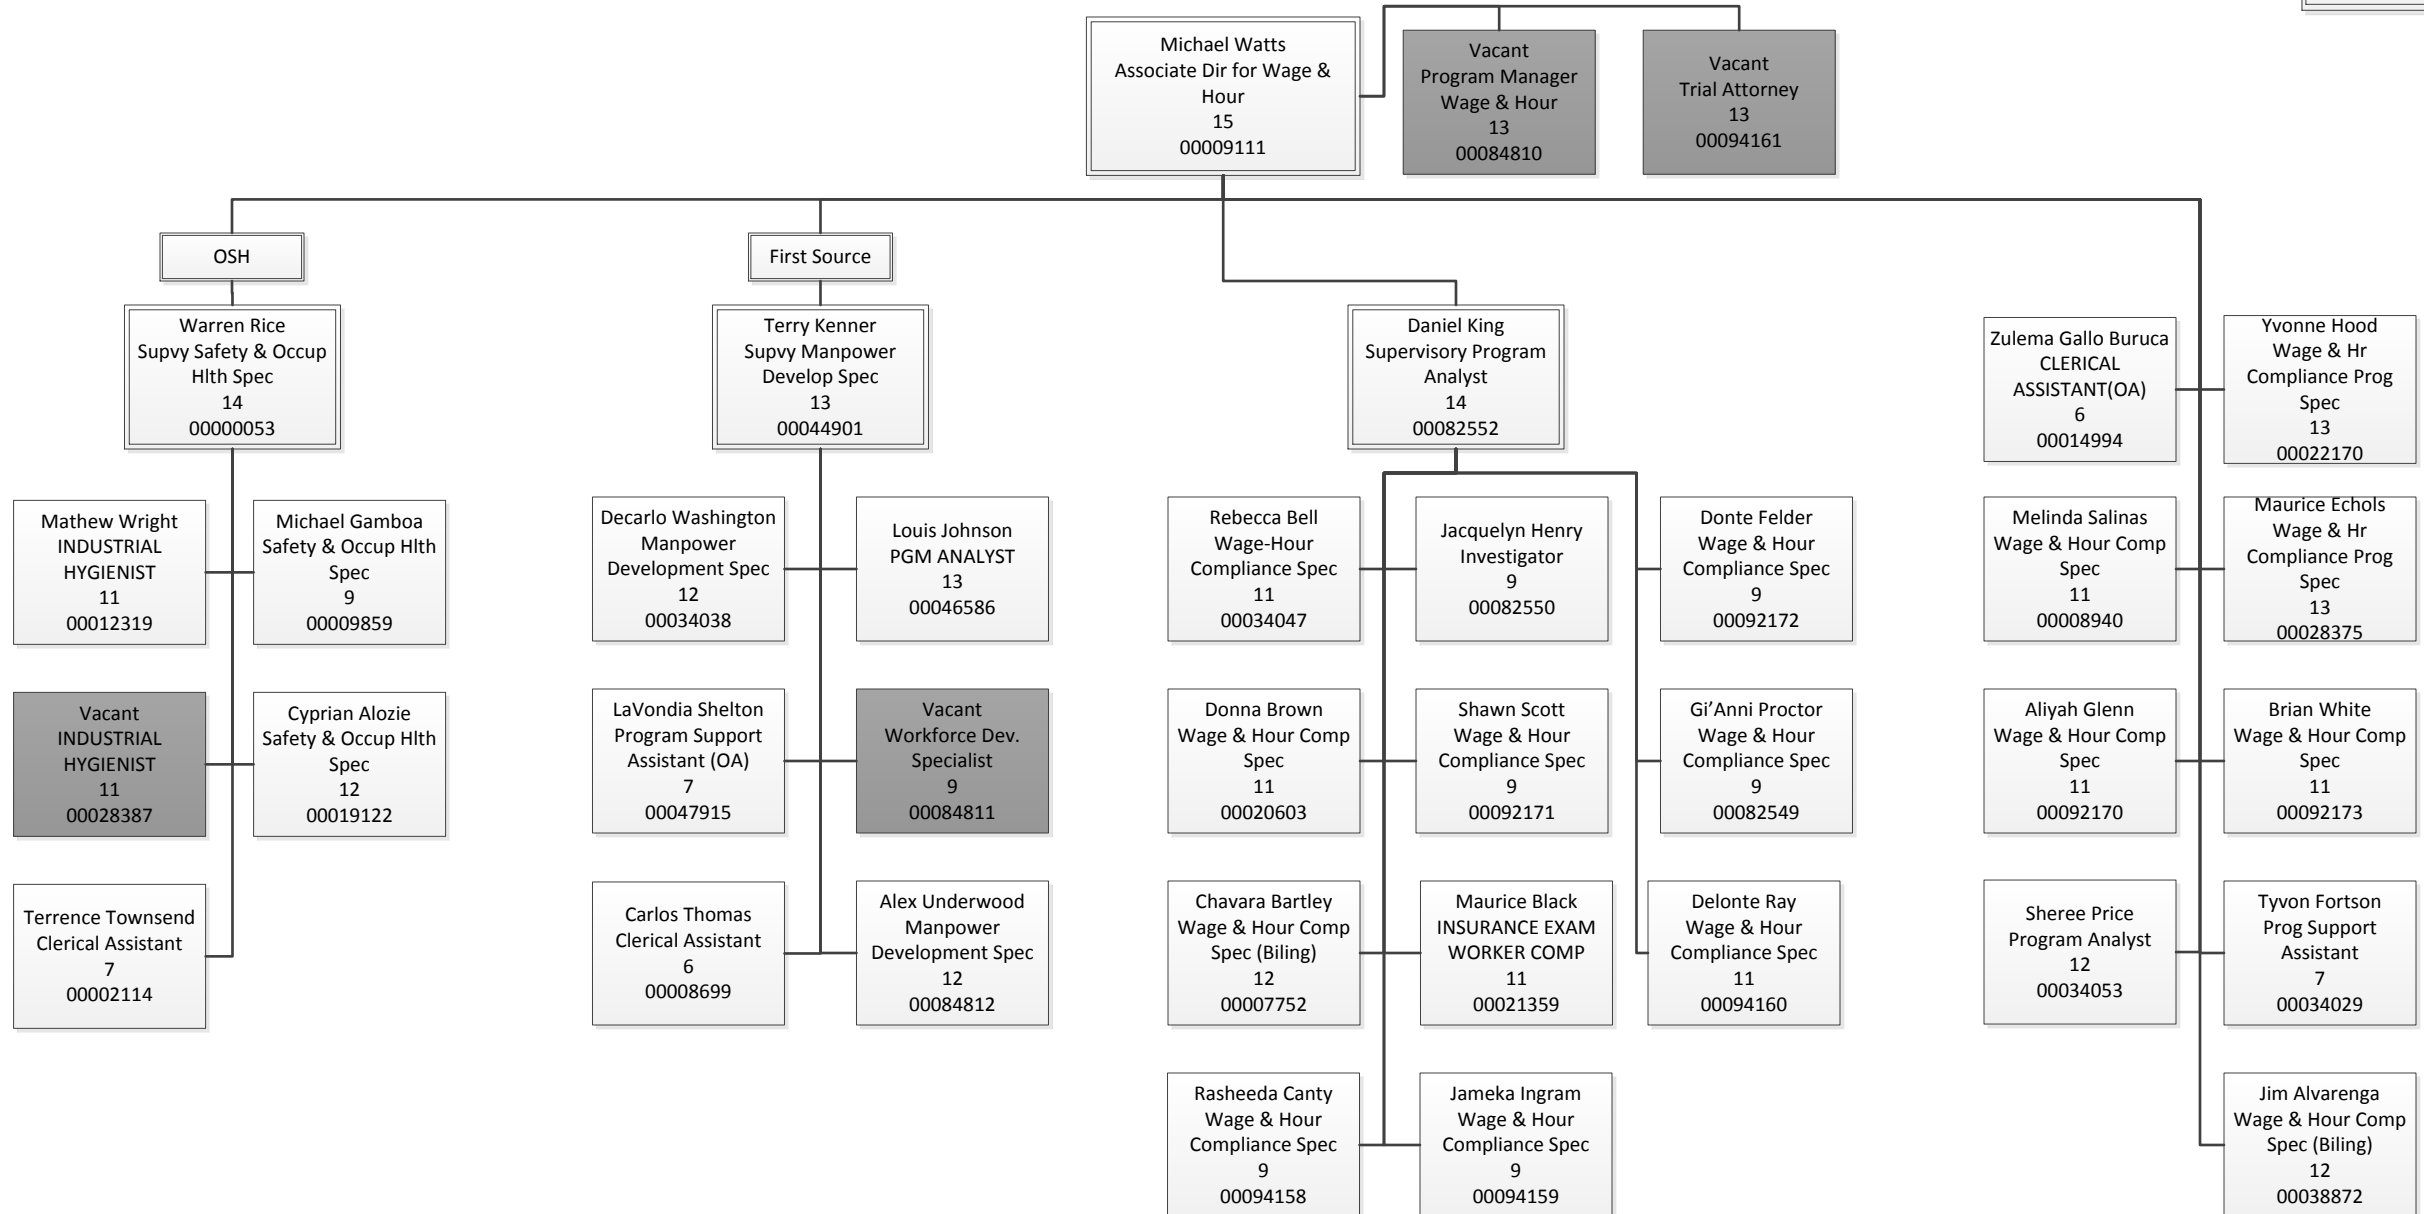 Michael Watts
Associate Dir for Wage &
Hour
15
00009111
Vacant
Program Manager
Wage & Hour
13
00084810
Vacant
Trial Attorney
13
00094161
OSH
First Source
Warren Rice
Supvy Safety & Occup
Hlth Spec
14
00000053
Terry Kenner
Supvy Manpower
Develop Spec
13
00044901
Daniel King
Supervisory Program
Analyst
14
00082552
Zulema Gallo Buruca
CLERICAL
ASSISTANT(OA)
6
00014994
Yvonne Hood
Wage & Hr
Compliance Prog
Spec
13
00022170
Mathew Wright
INDUSTRIAL
HYGIENIST
11
00012319
Michael Gamboa
Safety & Occup Hlth
Spec
9
00009859
Decarlo Washington
Manpower
Development Spec
12
00034038
Louis Johnson
PGM ANALYST
13
00046586
Rebecca Bell
Wage-Hour
Compliance Spec
11
00034047
Jacquelyn Henry
Investigator
9
00082550
Donte Felder
Wage & Hour
Compliance Spec
9
00092172
Melinda Salinas
Wage & Hour Comp
Spec
11
00008940
Maurice Echols
Wage & Hr
Compliance Prog
Spec
13
00028375
Vacant
INDUSTRIAL
HYGIENIST
11
00028387
Cyprian Alozie
Safety & Occup Hlth
Spec
12
00019122
LaVondia Shelton
Program Support
Assistant (OA)
7
00047915
Vacant
Workforce Dev.
Specialist
9
00084811
Donna Brown
Wage & Hour Comp
Spec
11
00020603
Shawn Scott
Wage & Hour
Compliance Spec
9
00092171
Gi’Anni Proctor
Wage & Hour
Compliance Spec
9
00082549
Aliyah Glenn
Wage & Hour Comp
Spec
11
00092170
Brian White
Wage & Hour Comp
Spec
11
00092173
Terrence Townsend
Clerical Assistant
7
00002114
Carlos Thomas
Clerical Assistant
6
00008699
Alex Underwood
Manpower
Development Spec
12
00084812
Chavara Bartley
Wage & Hour Comp
Spec (Biling)
12
00007752
Maurice Black
INSURANCE EXAM
WORKER COMP
11
00021359
Delonte Ray
Wage & Hour
Compliance Spec
11
00094160
Sheree Price
Program Analyst
12
00034053
Tyvon Fortson
Prog Support
Assistant
7
00034029
Rasheeda Canty
Wage & Hour
Compliance Spec
9
00094158
Jameka Ingram
Wage & Hour
Compliance Spec
9
00094159
Jim Alvarenga
Wage & Hour Comp
Spec (Biling)
12
00038872